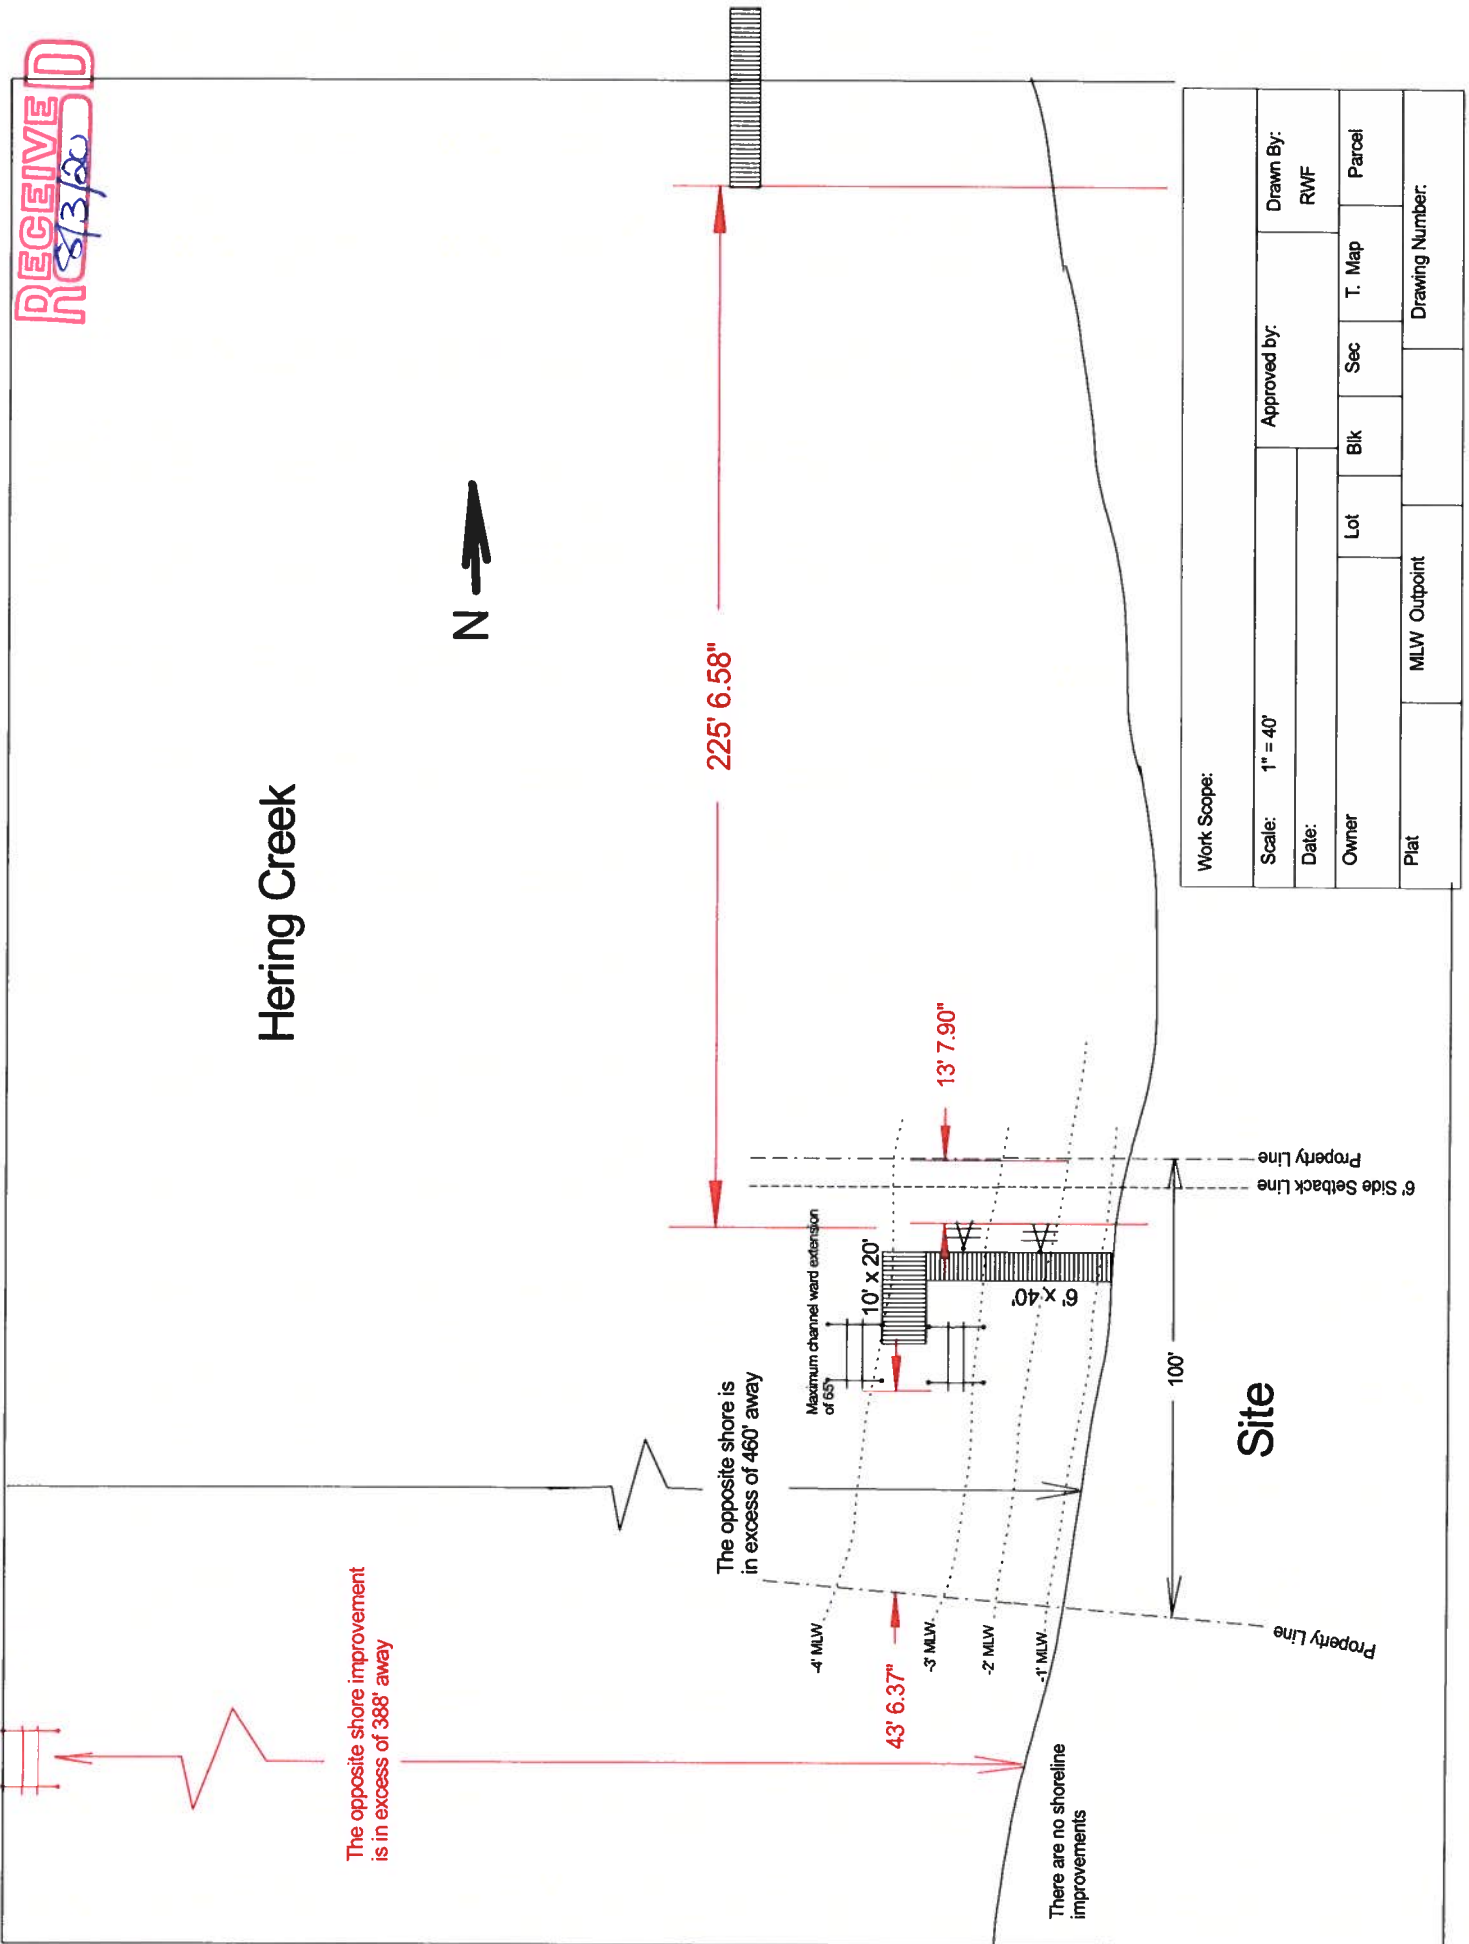 RECEIVED
8/3/20
Hering Creek
N
225' 6.58"
The opposite shore improvement
is in excess of 388' away
The opposite shore is
in excess of 460' away
Maximum channel ward extension
of 65'
10' x 20'
6' x 40'
13' 7.90"
43' 6.37"
-4' MLW
-3' MLW
-2' MLW
-1' MLW
Property Line
6' Side Setback Line
Property Line
100'
Site
There are no shoreline
improvements
Work Scope:
Scale: 1" = 40' Approved by: Drawn By:
Date: RWF
Owner Lot Blk Sec T. Map Parcel
Plat MLW Outpoint Drawing Number: